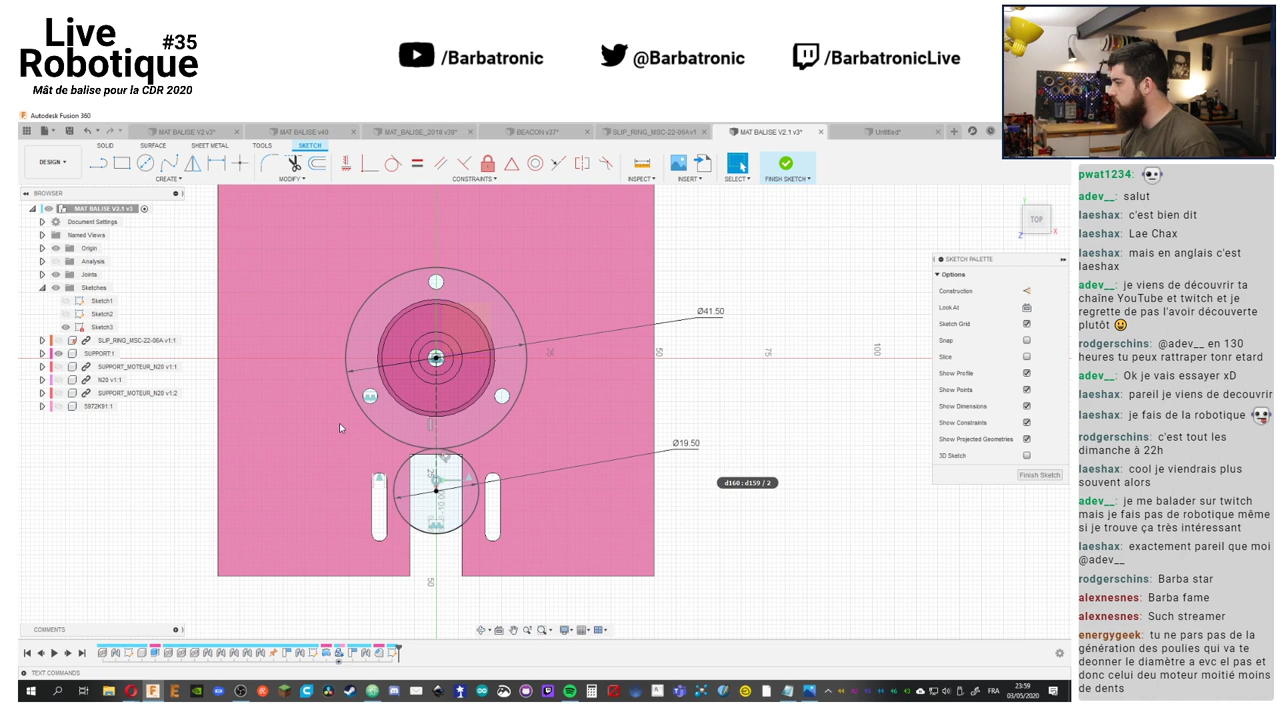 Live
Robotique #35
Mât de balise pour la CDR 2020
/Barbatronic
@Barbatronic
/BarbatronicLive
Autodesk Fusion 360
MAT BALISE V2 v3*
MAT BALISE v40
MAT_BALISE_2018 v39*
BEACON v37*
SLIP_RING_MSC-22-06A v1
MAT BALISE V2.1 v3*
Untitled*
SOLID
SURFACE
SHEET METAL
TOOLS
SKETCH
DESIGN
CREATE
MODIFY
CONSTRAINTS
INSPECT
INSERT
SELECT
FINISH SKETCH
BROWSER
MAT BALISE V2.1 v3
Document Settings
Named Views
Origin
Analysis
Joints
Sketches
Sketch1
Sketch2
Sketch3
SLIP_RING_MSC-22-06A v1:1
SUPPORT:1
SUPPORT_MOTEUR_N20 v1:1
N20 v1:1
SUPPORT_MOTEUR_N20 v1:2
5972K91:1
Ø41.50
50
75
100
Ø19.50
25
50
d160 : d159 / 2
TOP
X
Z
SKETCH PALETTE
Options
Construction
Look At
Sketch Grid
Snap
Slice
Show Profile
Show Points
Show Dimensions
Show Constraints
Show Projected Geometries
3D Sketch
Finish Sketch
COMMENTS
TEXT COMMANDS
FRA
23:59
03/05/2020
pwat1234:
adev__: salut
laeshax: c'est bien dit
laeshax: Lae Chax
laeshax: mais en anglais c'est
laeshax
adev__: je viens de découvrir ta
chaîne YouTube et twitch et je
regrette de pas l'avoir découverte
plutôt
rodgerschins: @adev__ en 130
heures tu peux rattraper ton retard
adev__: Ok je vais essayer xD
laeshax: pareil je viens de decouvrir
laeshax: je fais de la robotique
rodgerschins: c'est tout les
dimanche à 22h
laeshax: cool je viendrais plus
souvent alors
adev__: je me balader sur twitch
mais je fais pas de robotique même
si je trouve ça très intéressant
laeshax: exactement pareil que moi
@adev__
rodgerschins: Barba star
alexnesnes: Barba fame
alexnesnes: Such streamer
energygeek: tu ne pars pas de la
génération des poulies qui va te
deonner le diamètre a evc el pas et
donc celui deu moteur moitié moins
de dents